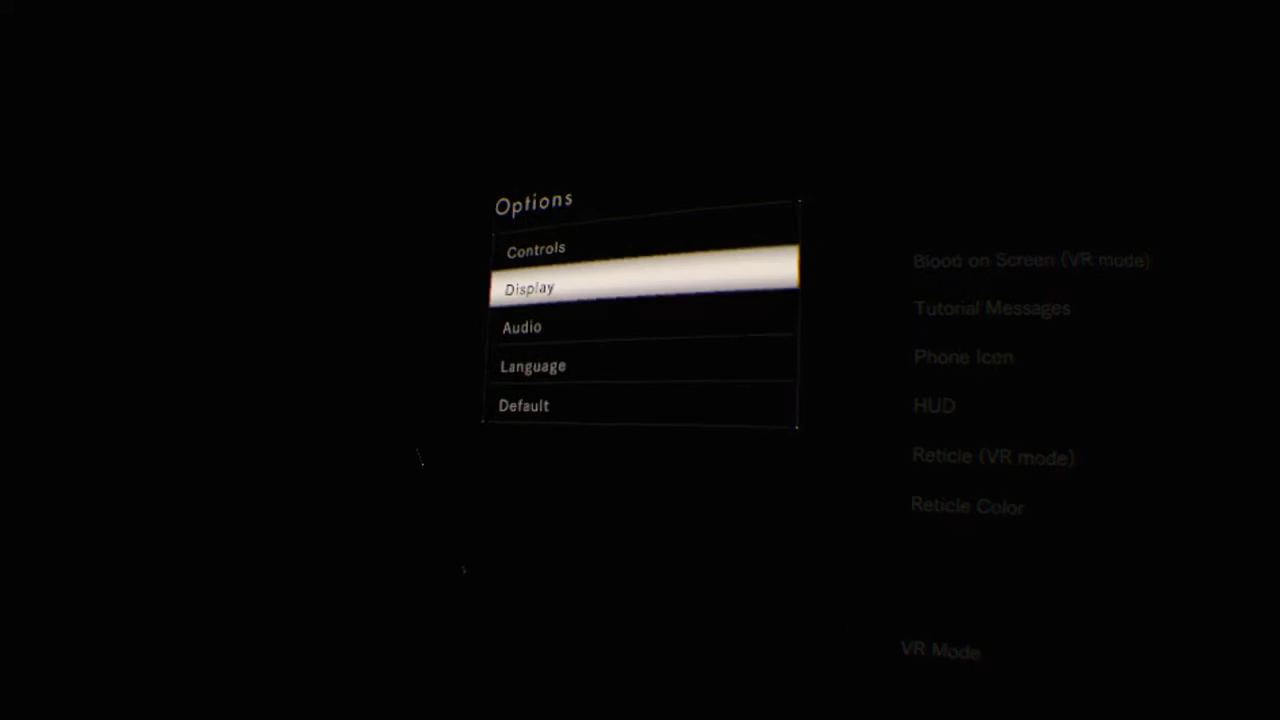 Options
Controls
Display
Audio
Language
Default
Blood on Screen (VR mode)
Tutorial Messages
Phone Icon
HUD
Reticle (VR mode)
Reticle Color
VR Mode